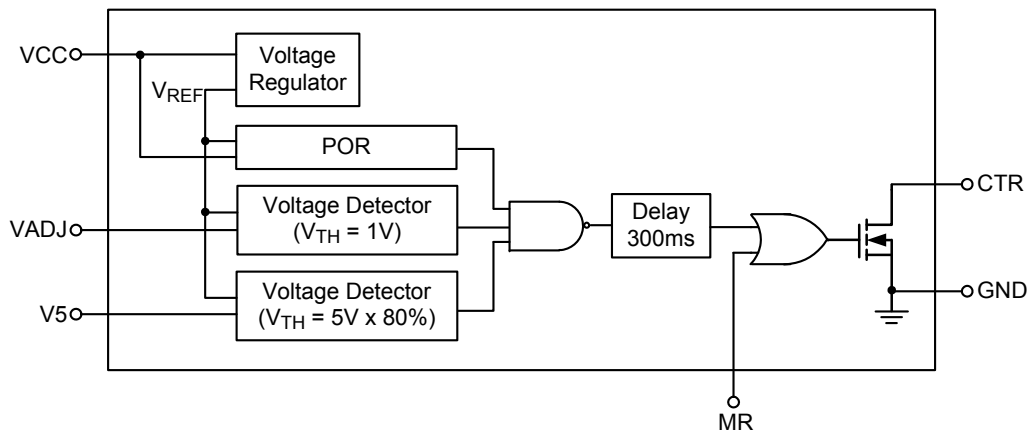 VCC
Voltage
Regulator
VREF
POR
CTR
Voltage Detector
(VTH = 1V)
Delay
300ms
VADJ
Voltage Detector
(VTH = 5V x 80%)
V5
GND
MR